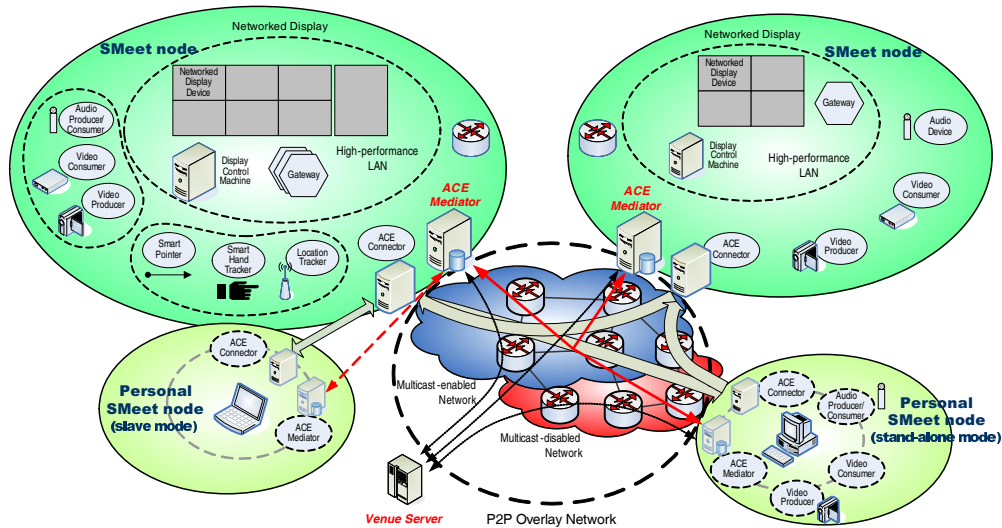 Networked Display
SMeet node
Networked
Display
Device
Audio
Producer/
Consumer
Video
Consumer
Video
Producer
Display
Control
Machine
Gateway
High-performance
LAN
ACE
Mediator
Smart
Pointer
Smart
Hand
Tracker
Location
Tracker
ACE
Connector
Networked Display
SMeet node
Networked
Display
Device
Gateway
Audio
Device
Display
Control
Machine
High-performance
LAN
Video
Consumer
ACE
Mediator
ACE
Connector
Video
Producer
ACE
Connector
Personal
SMeet node
(slave mode)
ACE
Mediator
Multicast-enabled
Network
Multicast -disabled
Network
Venue Server
P2P Overlay Network
ACE
Connector
Audio
Producer/
Consumer
Personal
SMeet node
(stand-alone mode)
ACE
Mediator
Video
Consumer
Video
Producer